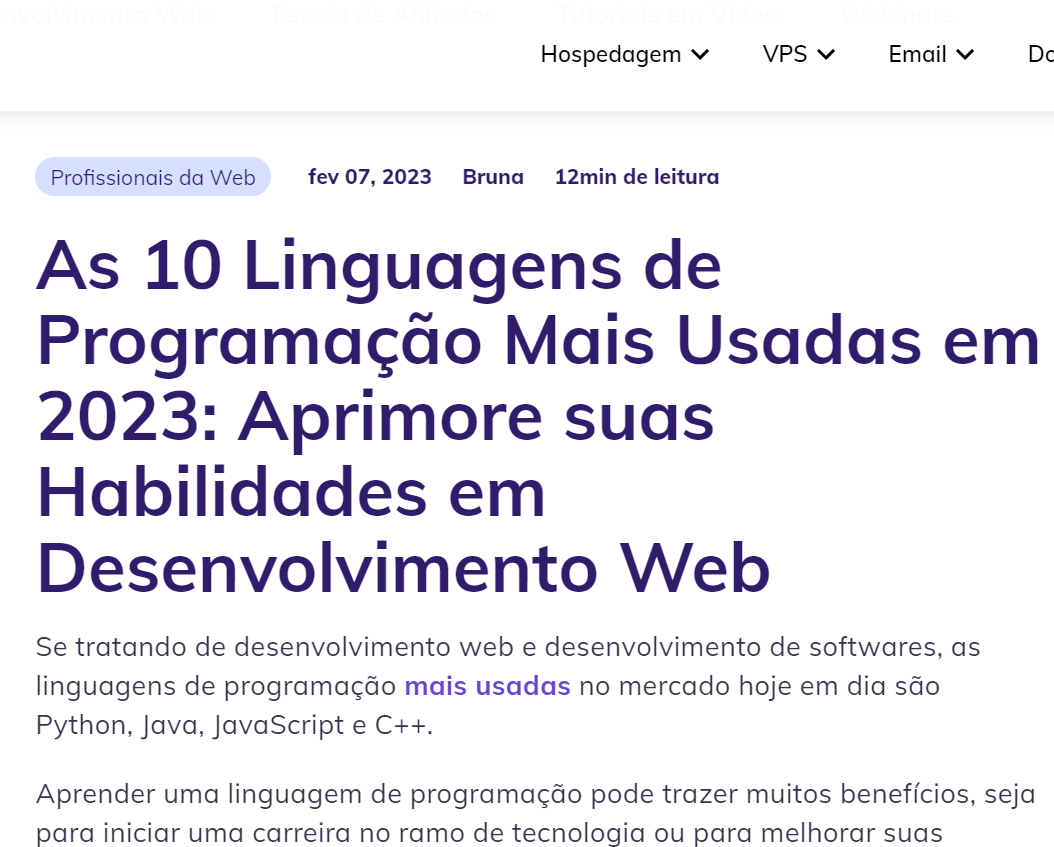 envolvimento Web Escola de Afiliados Tutoriais em Vídeo Webinars
Hospedagem VPS Email
Profissionais da Web fev 07, 2023 Bruna 12min de leitura
As 10 Linguagens de
Programação Mais Usadas em
2023: Aprimore suas
Habilidades em
Desenvolvimento Web
Se tratando de desenvolvimento web e desenvolvimento de softwares, as
linguagens de programação mais usadas no mercado hoje em dia são
Python, Java, JavaScript e C++.
Aprender uma linguagem de programação pode trazer muitos benefícios, seja
para iniciar uma carreira no ramo de tecnologia ou para melhorar suas